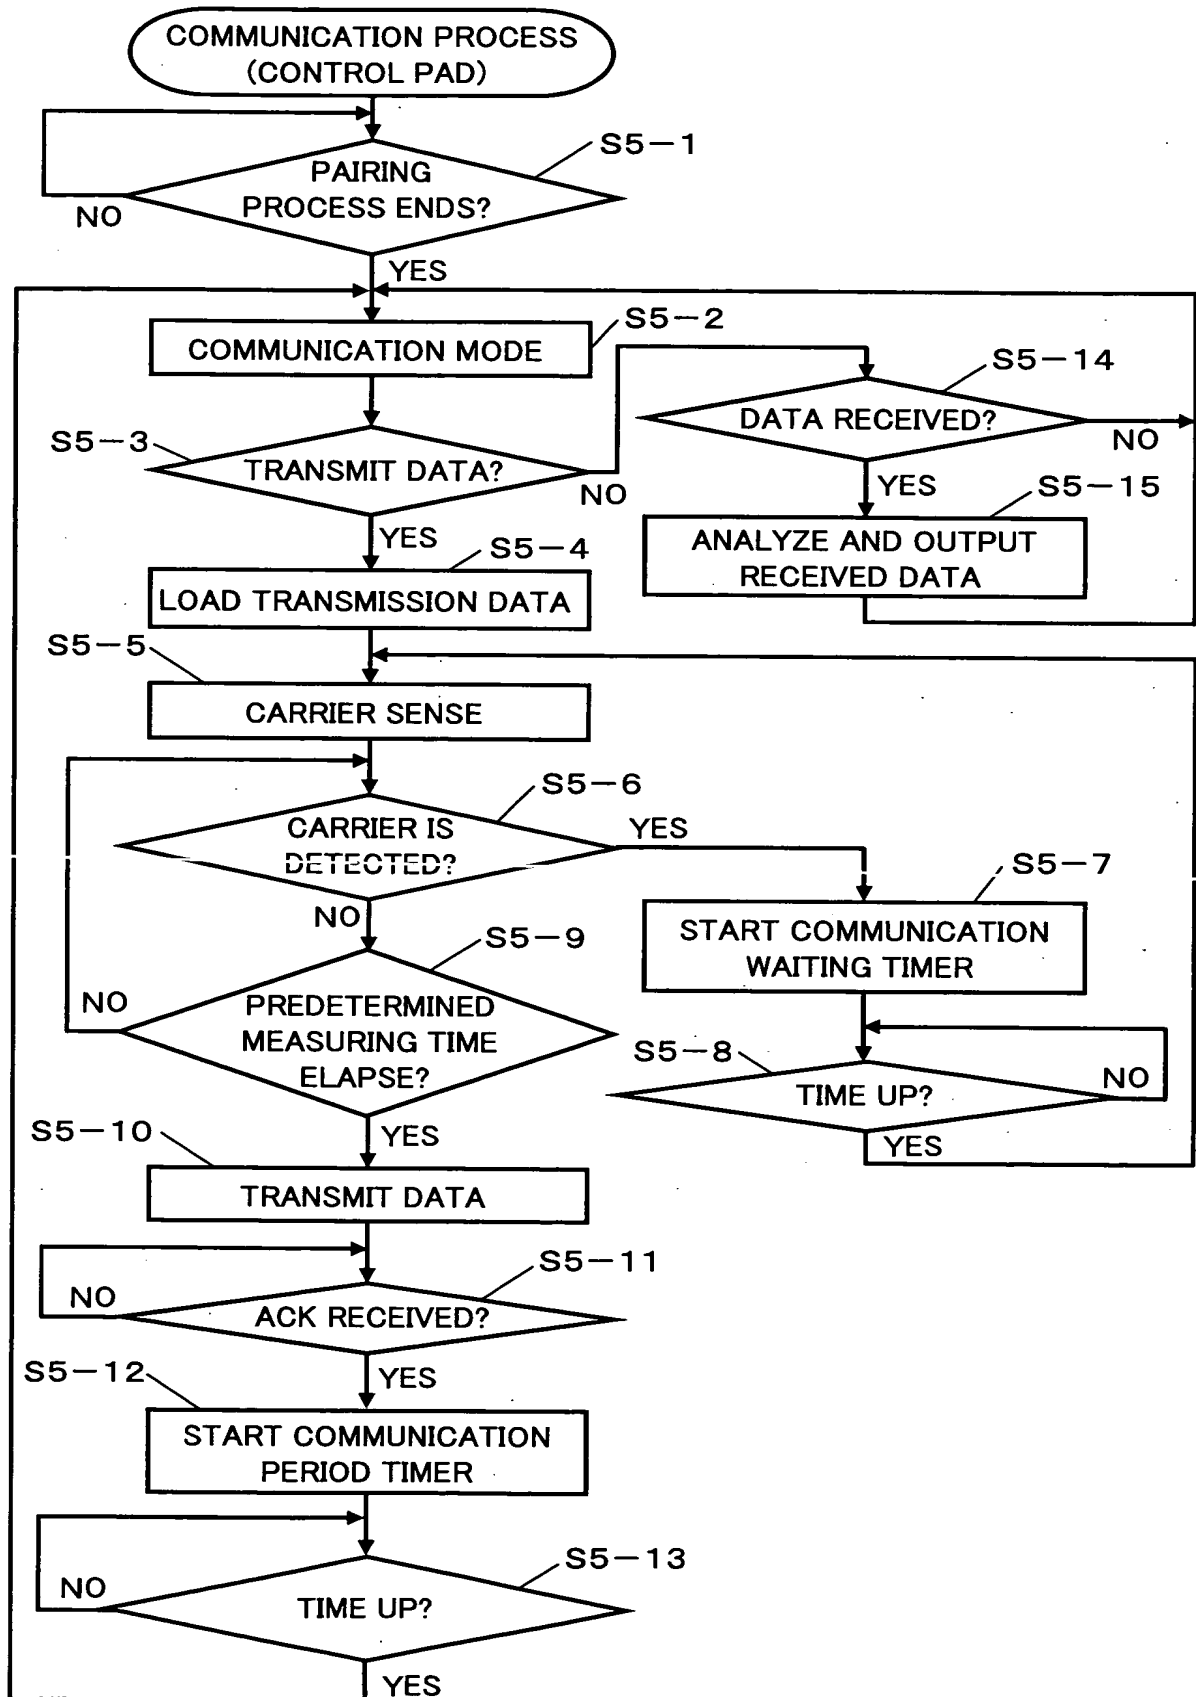 COMMUNICATION PROCESS
(CONTROL PAD)
S5-1
PAIRING
PROCESS ENDS?
NO
YES
S5-2
COMMUNICATION MODE
S5-14
DATA RECEIVED?
NO
S5-3
TRANSMIT DATA?
NO
YES
S5-15
ANALYZE AND OUTPUT
RECEIVED DATA
YES
S5-4
LOAD TRANSMISSION DATA
S5-5
CARRIER SENSE
S5-6
CARRIER IS
DETECTED?
YES
NO
S5-7
START COMMUNICATION
WAITING TIMER
S5-9
PREDETERMINED
MEASURING TIME
ELAPSE?
NO
S5-8
TIME UP?
NO
YES
YES
S5-10
TRANSMIT DATA
S5-11
ACK RECEIVED?
NO
YES
S5-12
START COMMUNICATION
PERIOD TIMER
S5-13
TIME UP?
NO
YES